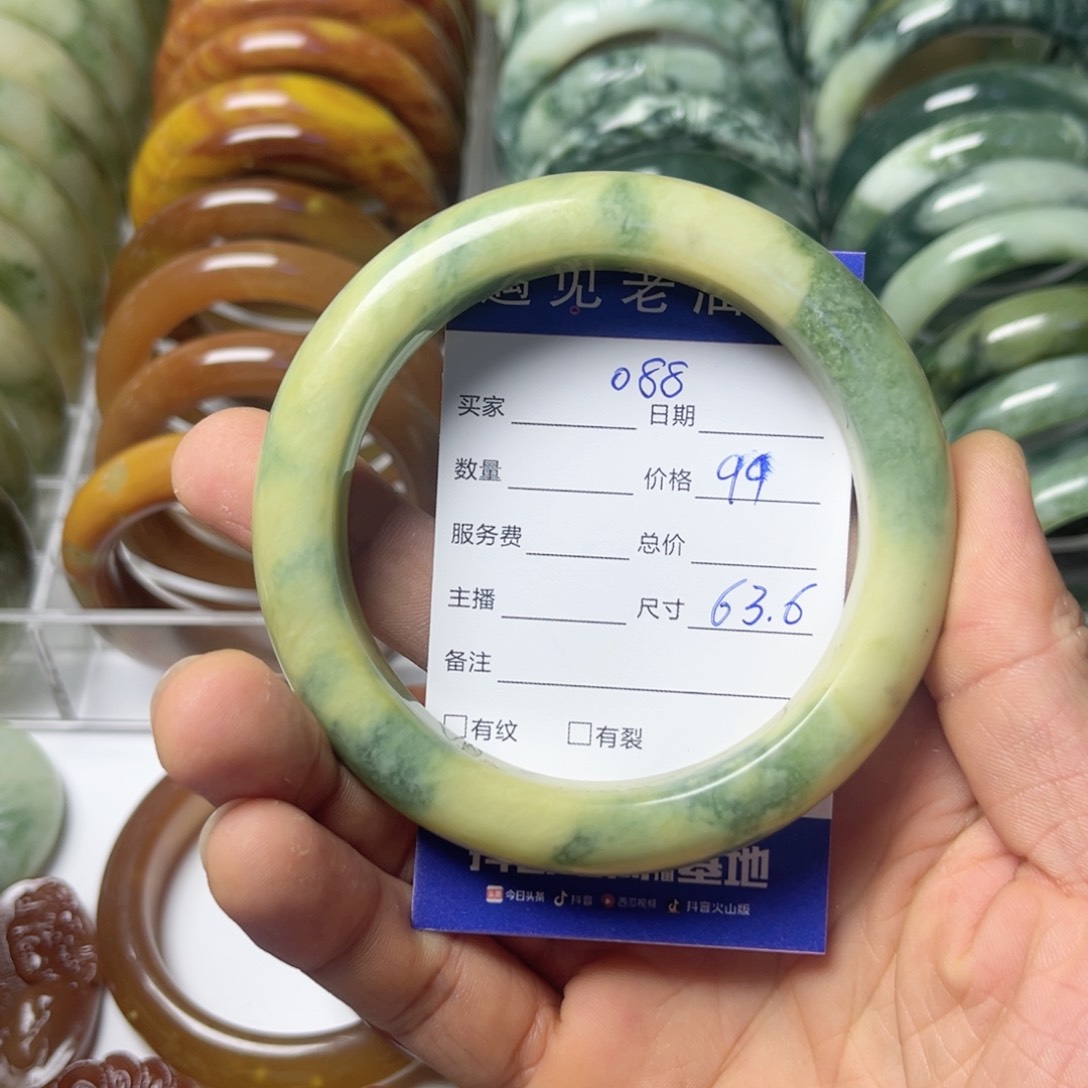 遇见老
088
买家 日期
数量 价格 99
服务费 总价
主播 尺寸 63.6
备注
□有纹 □有裂
基地
今日头条 抖音 西瓜视频 抖音火山版